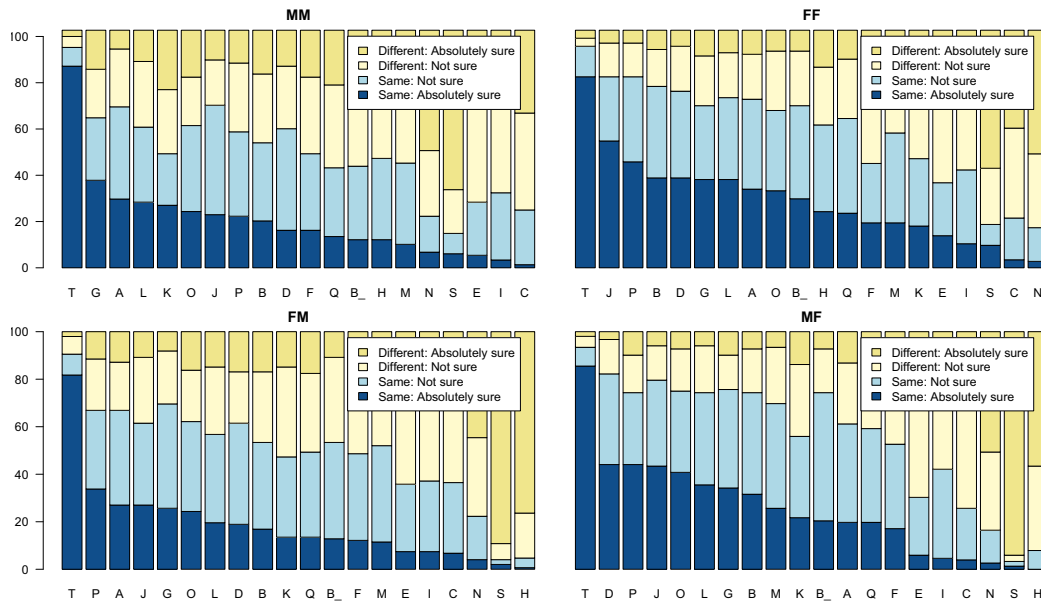 MM
100
80
60
40
20
0
Different: Absolutely sure
Different: Not sure
Same: Not sure
Same: Absolutely sure
T G A L K O J P B D F Q B_ H M N S E I C
FF
Different: Absolutely sure
Different: Not sure
Same: Not sure
Same: Absolutely sure
T J P B D G L A O B_ H Q F M K E I S C N
FM
100
80
60
40
20
0
Different: Absolutely sure
Different: Not sure
Same: Not sure
Same: Absolutely sure
T P A J G O L D B K Q B_ F M E I C N S H
MF
Different: Absolutely sure
Different: Not sure
Same: Not sure
Same: Absolutely sure
T D P J O L G B M K B_ A Q F E I C N S H